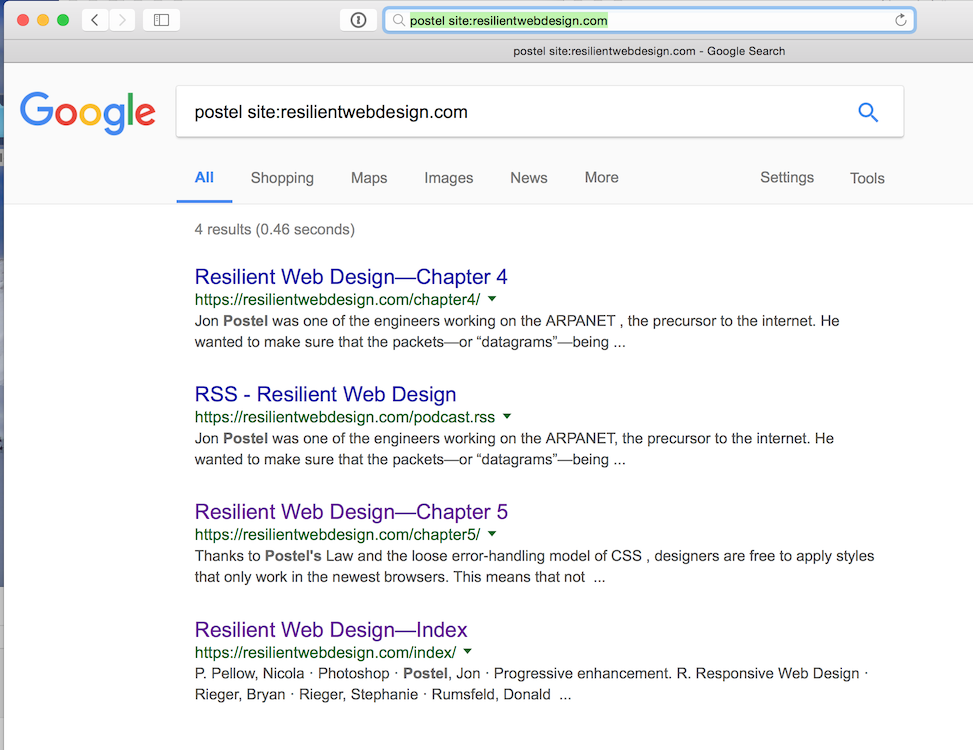 postel site:resilientwebdesign.com
postel site:resilientwebdesign.com - Google Search
Google
postel site:resilientwebdesign.com
All Shopping Maps Images News More Settings Tools
4 results (0.46 seconds)
Resilient Web Design—Chapter 4
https://resilientwebdesign.com/chapter4/
Jon Postel was one of the engineers working on the ARPANET , the precursor to the internet. He
wanted to make sure that the packets—or “datagrams”—being ...
RSS - Resilient Web Design
https://resilientwebdesign.com/podcast.rss
Jon Postel was one of the engineers working on the ARPANET, the precursor to the internet. He
wanted to make sure that the packets—or “datagrams”—being ...
Resilient Web Design—Chapter 5
https://resilientwebdesign.com/chapter5/
Thanks to Postel's Law and the loose error-handling model of CSS , designers are free to apply styles
that only work in the newest browsers. This means that not ...
Resilient Web Design—Index
https://resilientwebdesign.com/index/
P. Pellow, Nicola · Photoshop · Postel, Jon · Progressive enhancement. R. Responsive Web Design ·
Rieger, Bryan · Rieger, Stephanie · Rumsfeld, Donald ...